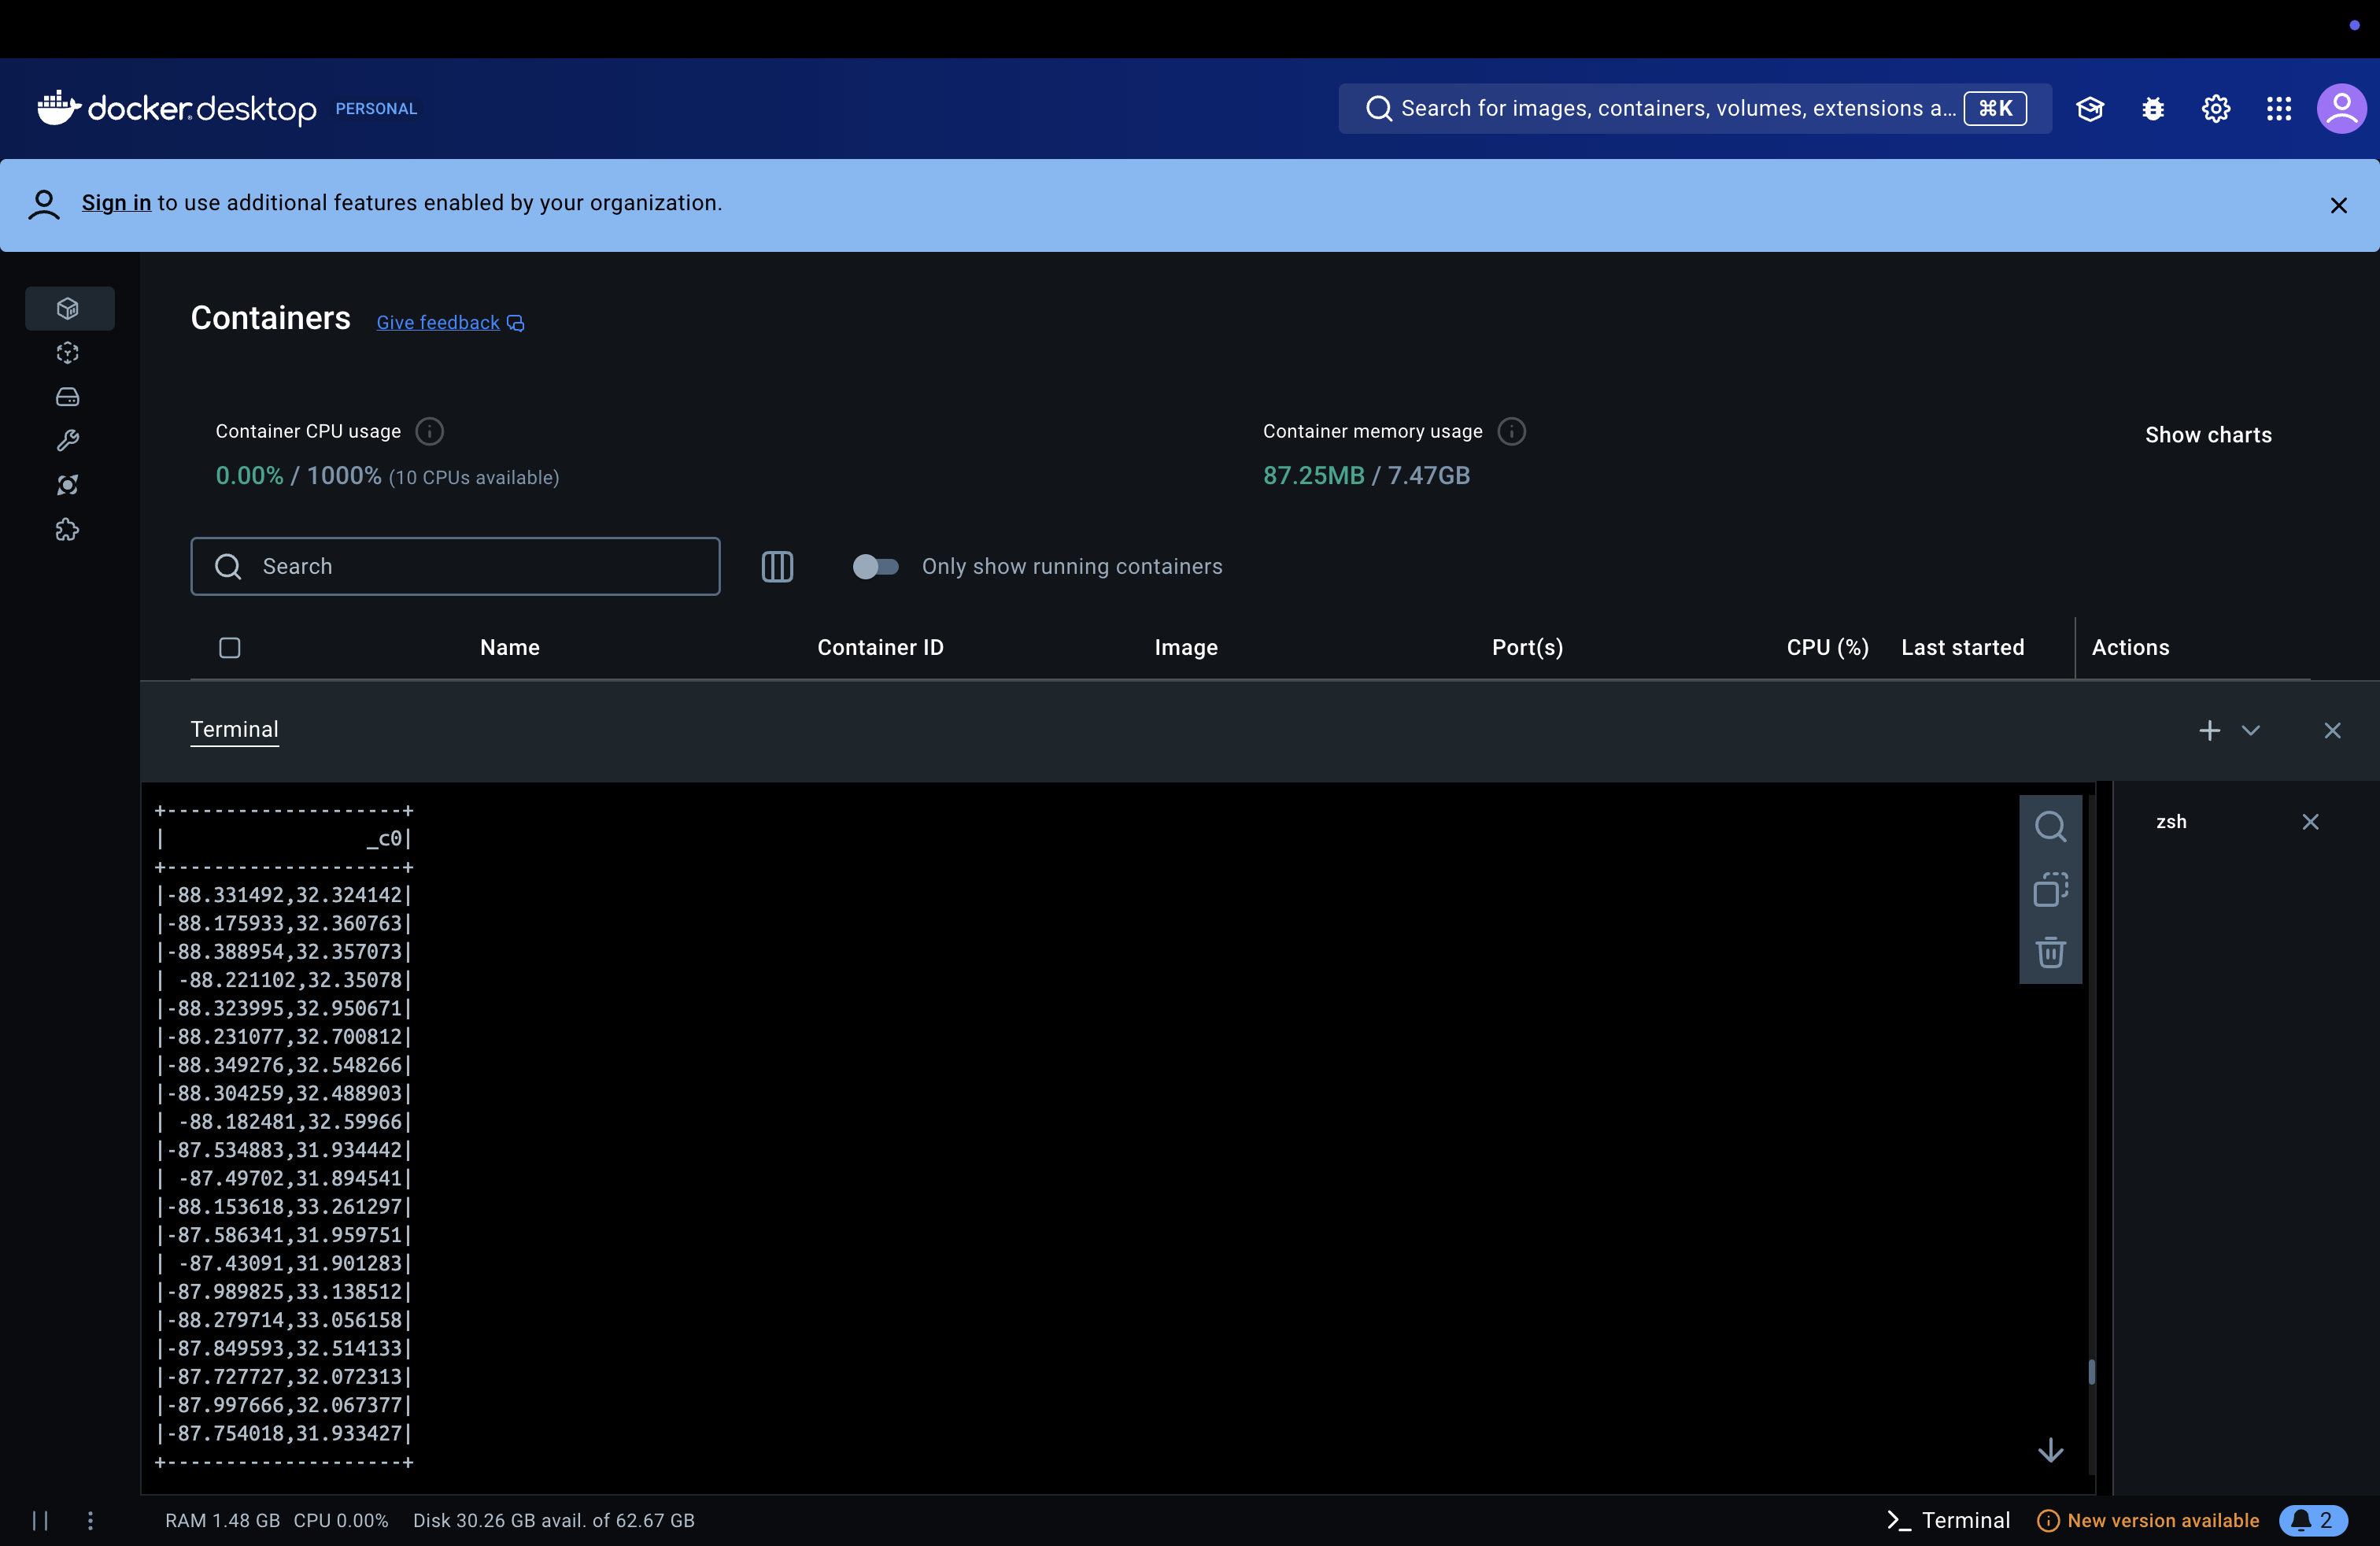 docker desktop PERSONAL
Search for images, containers, volumes, extensions a... ⌘K
Sign in to use additional features enabled by your organization.
Containers Give feedback
Container CPU usage
0.00% / 1000% (10 CPUs available)
Container memory usage
87.25MB / 7.47GB
Show charts
Search
Only show running containers
Name Container ID Image Port(s) CPU (%) Last started Actions
Terminal
zsh
+--------------------+
|                 _c0|
+--------------------+
|-88.331492,32.324142|
|-88.175933,32.360763|
|-88.388954,32.357073|
| -88.221102,32.35078|
|-88.323995,32.950671|
|-88.231077,32.700812|
|-88.349276,32.548266|
|-88.304259,32.488903|
| -88.182481,32.59966|
|-87.534883,31.934442|
| -87.49702,31.894541|
|-88.153618,33.261297|
|-87.586341,31.959751|
| -87.43091,31.901283|
|-87.989825,33.138512|
|-88.279714,33.056158|
|-87.849593,32.514133|
|-87.727727,32.072313|
|-87.997666,32.067377|
|-87.754018,31.933427|
+--------------------+
RAM 1.48 GB CPU 0.00% Disk 30.26 GB avail. of 62.67 GB
>_ Terminal
New version available
2